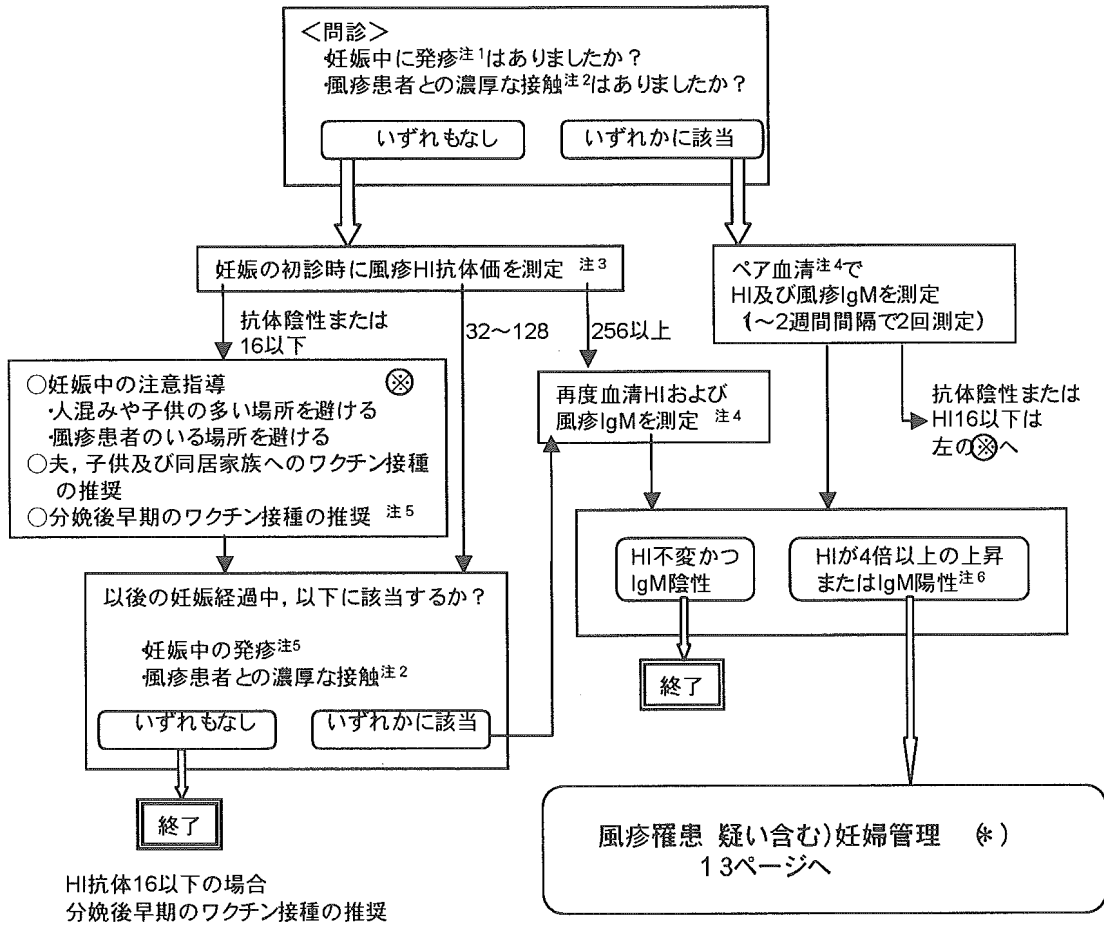 ＜問診＞
・妊娠中に発疹注1はありましたか？
・風疹患者との濃厚な接触注2はありましたか？
いずれもなし
いずれかに該当
妊娠の初診時に風疹HI抗体価を測定 注3
ペア血清注4で
HI及び風疹IgMを測定
(1～2週間間隔で2回測定)
抗体陰性または
16以下
32～128
256以上
○妊娠中の注意指導 ※
・人混みや子供の多い場所を避ける
・風疹患者のいる場所を避ける
○夫，子供及び同居家族へのワクチン接種
の推奨
○分娩後早期のワクチン接種の推奨 注5
再度血清HIおよび
風疹IgMを測定 注4
抗体陰性または
HI16以下は
左の※へ
HI不変かつ
IgM陰性
HIが4倍以上の上昇
またはIgM陽性注6
以後の妊娠経過中，以下に該当するか？
・妊娠中の発疹注5
・風疹患者との濃厚な接触注2
いずれもなし
いずれかに該当
終了
終了
風疹罹患 疑い含む)妊婦管理 (*)
13ページへ
HI抗体16以下の場合
分娩後早期のワクチン接種の推奨